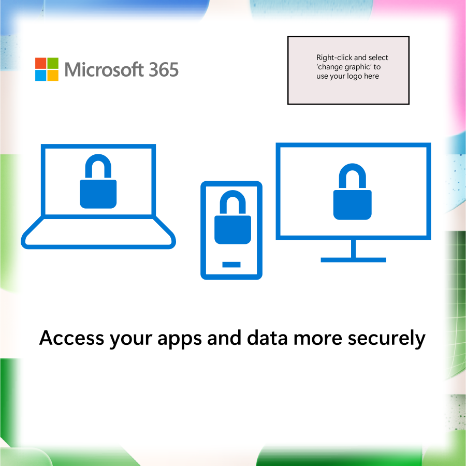 Microsoft 365
Right-click and select
'change graphic' to
use your logo here
Access your apps and data more securely